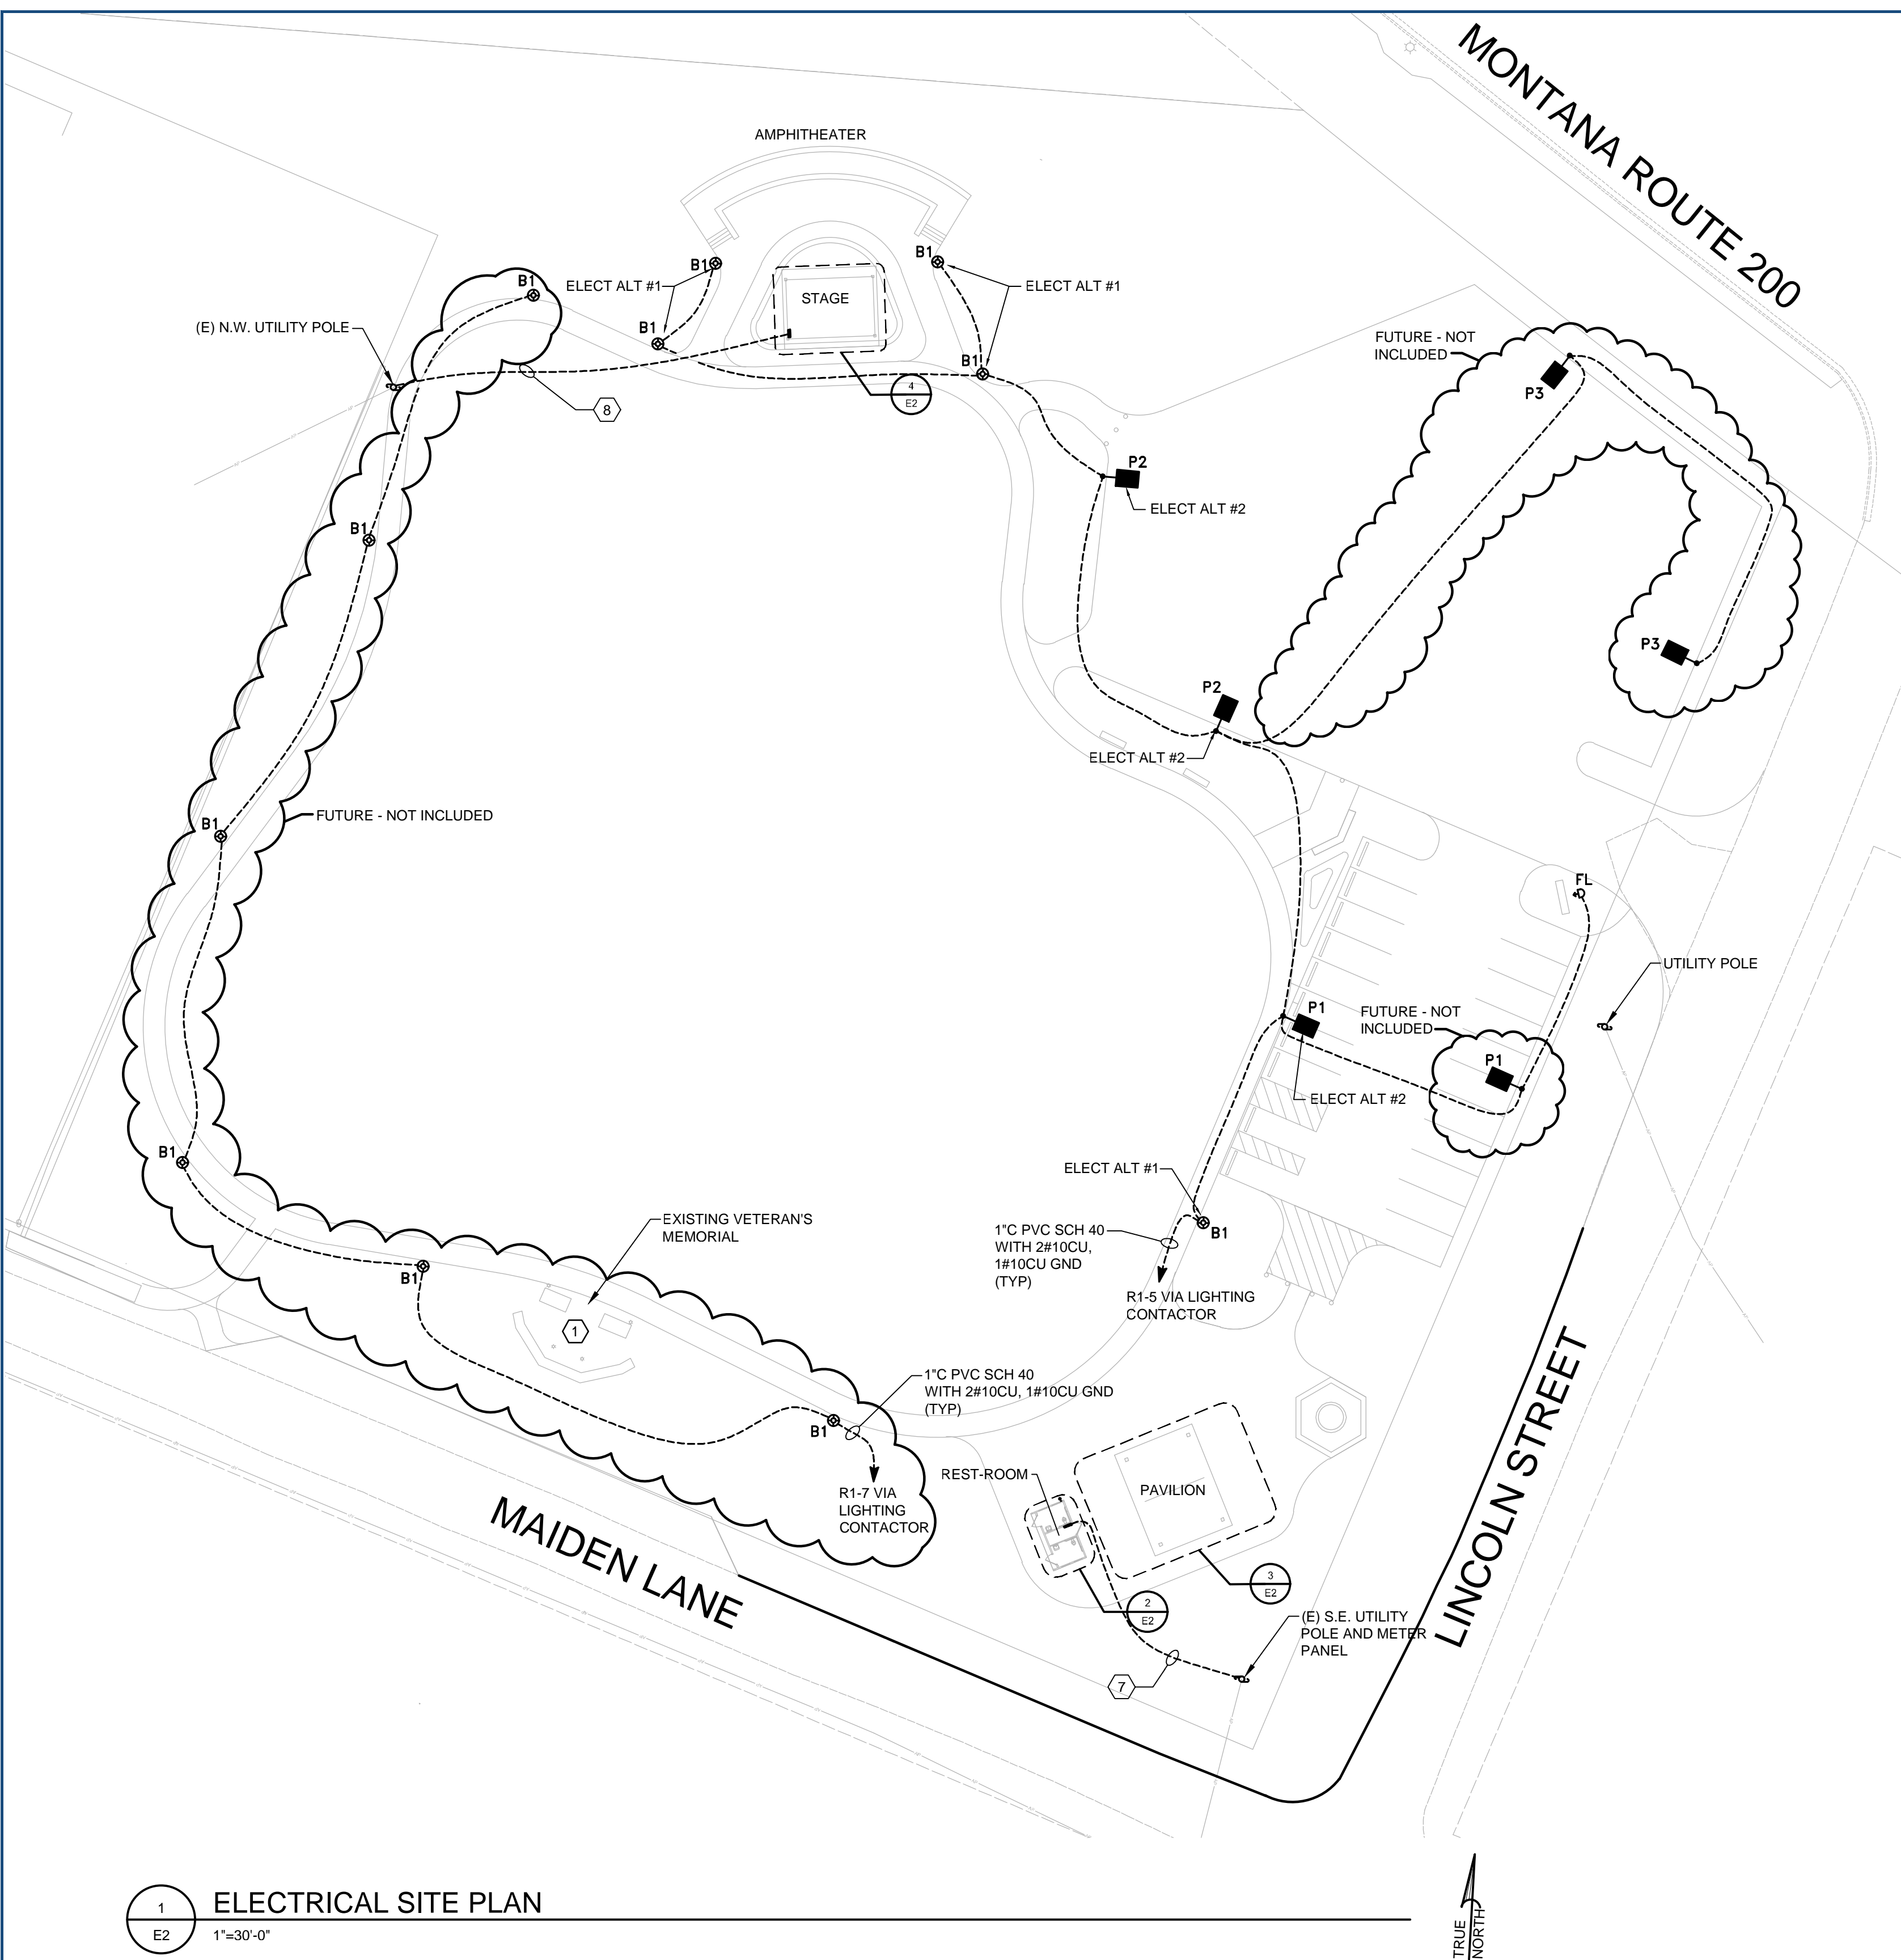 MONTANA ROUTE 200
AMPHITHEATER
B1
ELECT ALT #1
B1
STAGE
B1
ELECT ALT #1
B1
(E) N.W. UTILITY POLE
B1
B1
4
E2
8
FUTURE - NOT
INCLUDED
P3
P2
ELECT ALT #2
B1
P3
P2
ELECT ALT #2
B1
FUTURE - NOT INCLUDED
FL
UTILITY POLE
P1
FUTURE - NOT
INCLUDED
P1
ELECT ALT #2
B1
ELECT ALT #1
B1
EXISTING VETERAN'S
MEMORIAL
1"C PVC SCH 40
WITH 2#10CU,
1#10CU GND
(TYP)
B1
R1-5 VIA LIGHTING
CONTACTOR
1
1"C PVC SCH 40
WITH 2#10CU, 1#10CU GND
(TYP)
B1
R1-7 VIA
LIGHTING
CONTACTOR
REST-ROOM
PAVILION
MAIDEN LANE
LINCOLN STREET
3
E2
2
E2
(E) S.E. UTILITY
POLE AND METER
PANEL
7
1
E2
ELECTRICAL SITE PLAN
1"=30'-0"
TRUE
NORTH